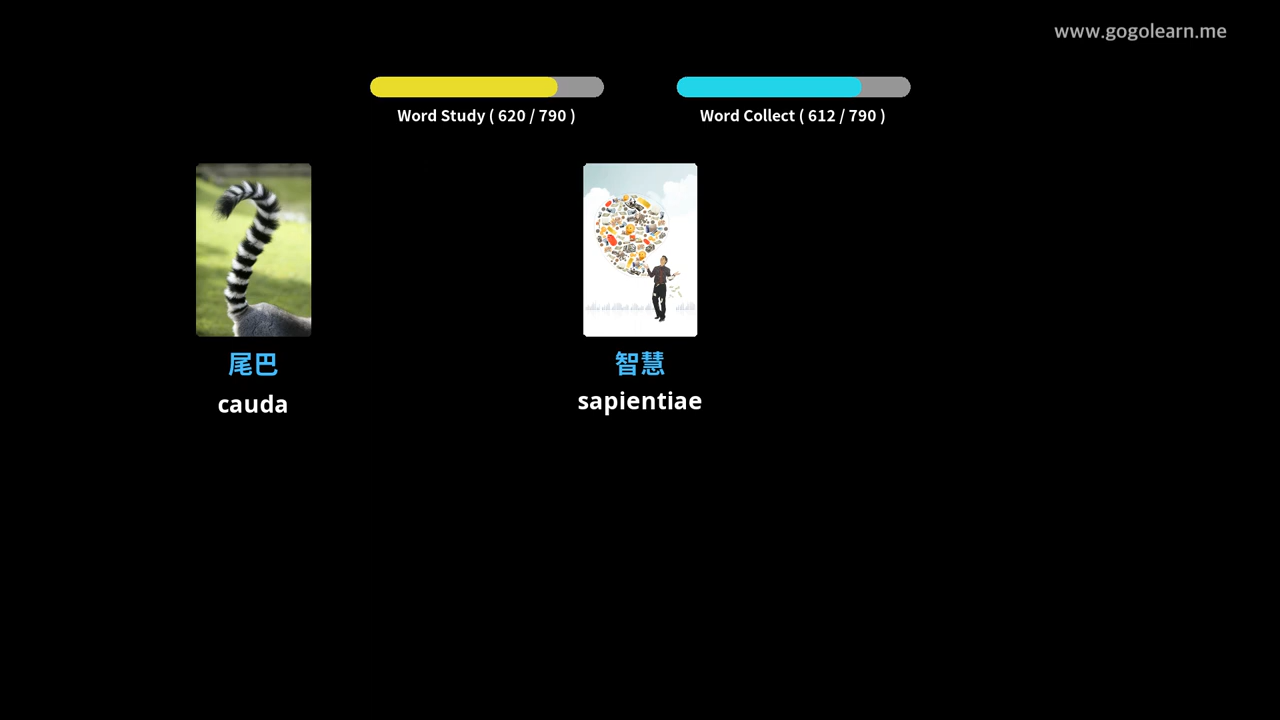 www.gogolearn.me
Word Study ( 620 / 790 )
Word Collect ( 612 / 790 )
尾巴
智慧
cauda
sapientiae